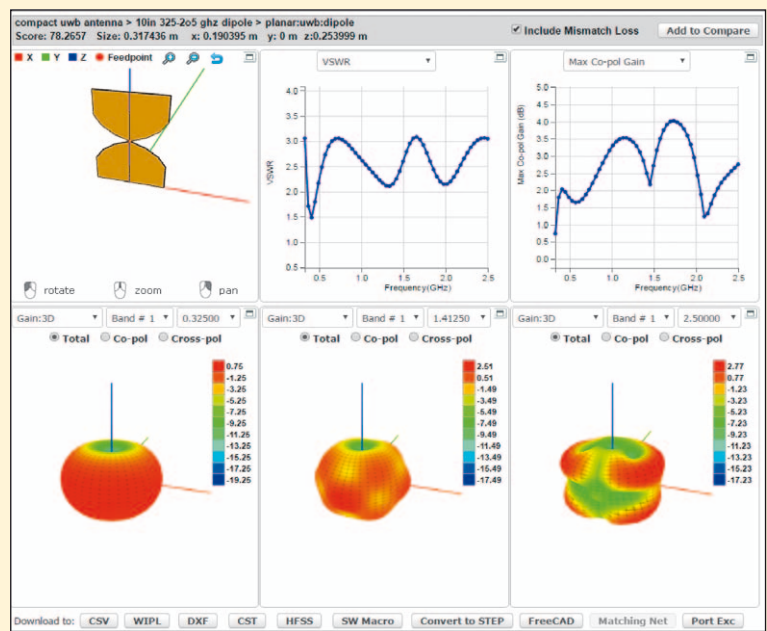 compact uwb antenna > 10in 325-2o5 ghz dipole > planar:uwb:dipole
Score: 78.2657 Size: 0.317436 m x: 0.190395 m y: 0 m z:0.253999 m
Include Mismatch Loss
Add to Compare
X Y Z Feedpoint
rotate zoom pan
VSWR
4.0
3.5
3.0
2.5
2.0
1.5
1.0
0.5
VSWR
0.5 1.0 1.5 2.0 2.5
Frequency(GHz)
Max Co-pol Gain
5.0
4.5
4.0
3.5
3.0
2.5
2.0
1.5
1.0
0.5
0.0
Max Co-pol Gain (dB)
0.5 1.0 1.5 2.0 2.5
Frequency(GHz)
Gain:3D Band # 1 0.32500
Total Co-pol Cross-pol
0.75
-1.25
-3.25
-5.25
-7.25
-9.25
-11.25
-13.25
-15.25
-17.25
-19.25
Gain:3D Band # 1 1.41250
Total Co-pol Cross-pol
2.51
0.51
-1.49
-3.49
-5.49
-7.49
-9.49
-11.49
-13.49
-15.49
-17.49
Gain:3D Band # 1 2.50000
Total Co-pol Cross-pol
2.77
0.77
-1.23
-3.23
-5.23
-7.23
-9.23
-11.23
-13.23
-15.23
-17.23
Download to: CSV WIPL DXF CST HFSS SW Macro Convert to STEP FreeCAD Matching Net Port Exc